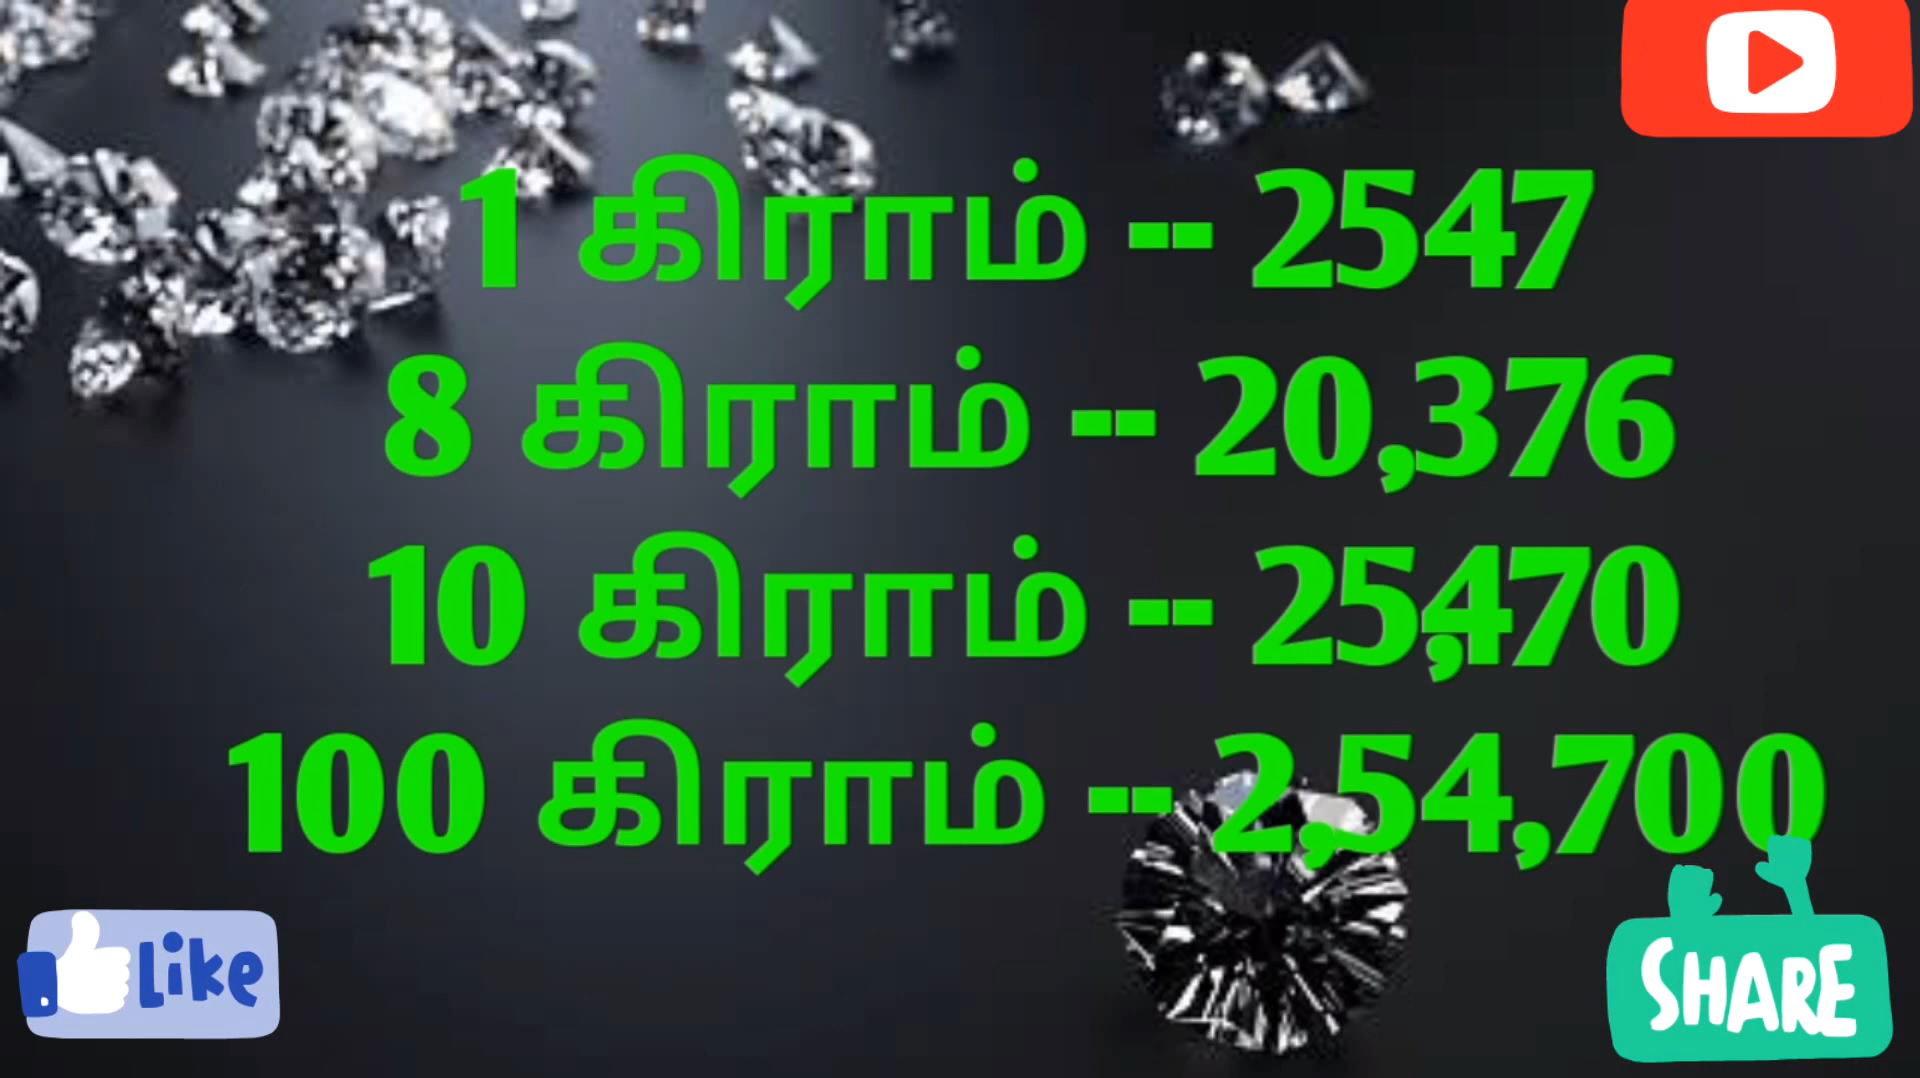 1 கிராம் -- 2547
8 கிராம் -- 20,376
10 கிராம் -- 25,470
100 கிராம் -- 2,54,700
Like
SHARE